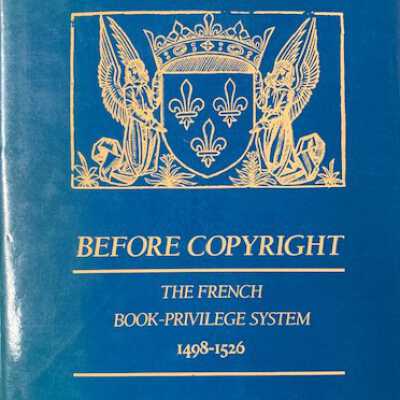 BEFORE COPYRIGHT
THE FRENCH
BOOK-PRIVILEGE SYSTEM
1498-1526